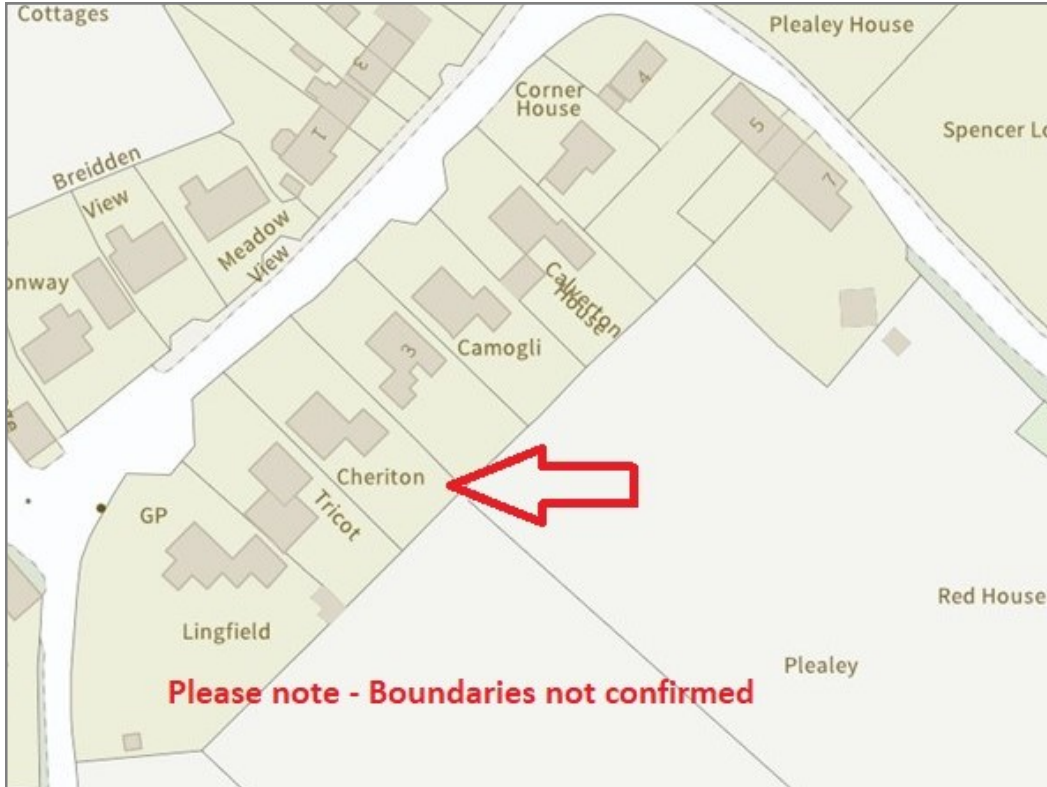 Cottages
Plealey House
3
4
Corner
House
5
Spencer Lo
1
7
Breidden
View
Meadow
View
onway
Calverton
House
3
Camogli
Cheriton
Tricot
GP
Lingfield
Red House
Plealey
Please note - Boundaries not confirmed